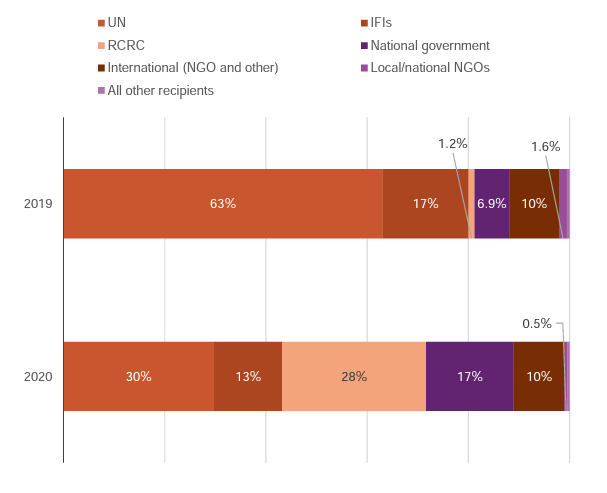 UN
IFIs
RCRC
National government
International (NGO and other)
Local/national NGOs
All other recipients
1.2%
1.6%
2019
63%
17%
6.9%
10%
0.5%
2020
30%
13%
28%
17%
10%